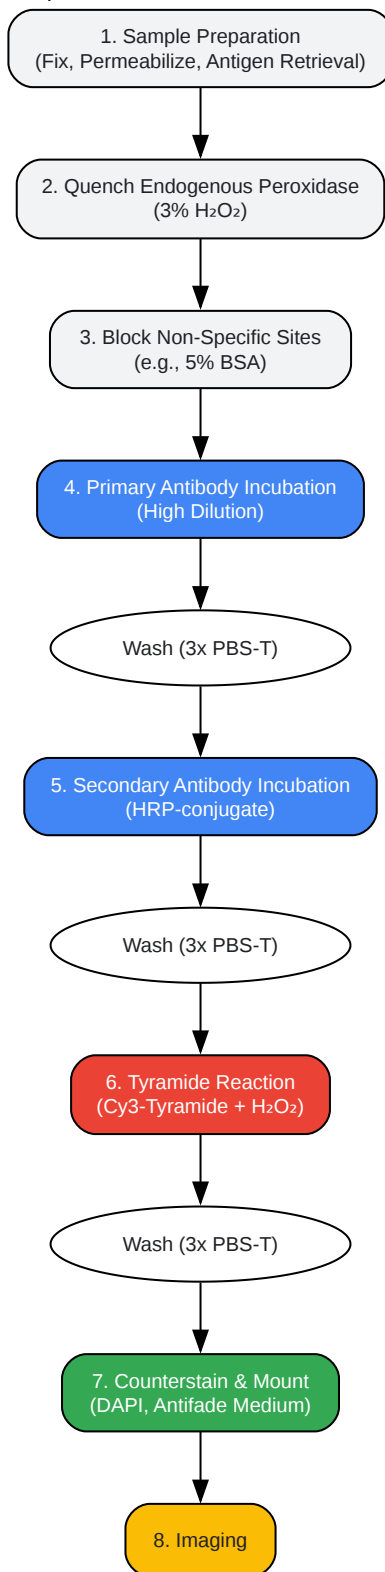 1. Sample Preparation
(Fix, Permeabilize, Antigen Retrieval)
2. Quench Endogenous Peroxidase
(3% H₂O₂)
3. Block Non-Specific Sites
(e.g., 5% BSA)
4. Primary Antibody Incubation
(High Dilution)
Wash (3x PBS-T)
5. Secondary Antibody Incubation
(HRP-conjugate)
Wash (3x PBS-T)
6. Tyramide Reaction
(Cy3-Tyramide + H₂O₂)
Wash (3x PBS-T)
7. Counterstain & Mount
(DAPI, Antifade Medium)
8. Imaging